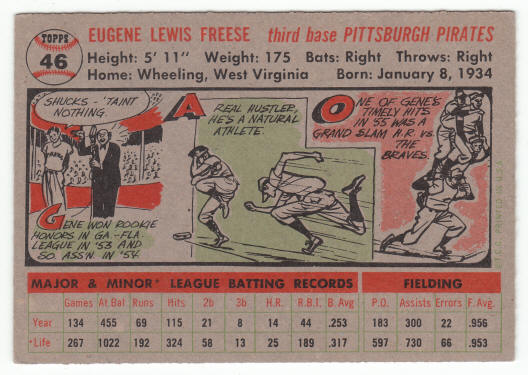 TOPPS
46
EUGENE LEWIS FREESE third base PITTSBURGH PIRATES
Height: 5' 11" Weight: 175 Bats: Right Throws: Right
Home: Wheeling, West Virginia Born: January 8, 1934
SHUCKS - 'TAINT
NOTHING.
GENE WON ROOKIE
HONORS IN GA.-FLA.
LEAGUE IN '53 AND
SO. ASS'N. IN '54.
A REAL HUSTLER,
HE'S A NATURAL
ATHLETE.
ONE OF GENE'S
TIMELY HITS
IN '55 WAS A
GRAND SLAM H.R. vs.
THE BRAVES.
T.C.G. PRINTED IN U.S.A.
MAJOR & MINOR* LEAGUE BATTING RECORDS FIELDING
Games At Bat Runs Hits 2b 3b H.R. R.B.I. B. Avg P.O. Assists Errors F. Avg.
Year 134 455 69 115 21 8 14 44 .253 183 300 22 .956
*Life 267 1022 192 324 58 13 25 189 .317 597 730 66 .953